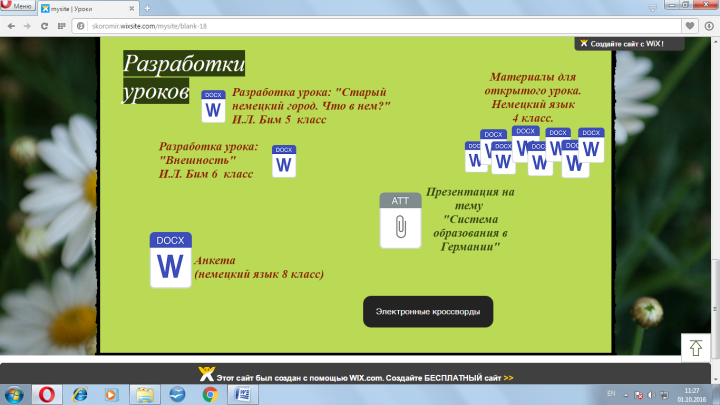 Меню
mysite | Уроки
skoromir.wixsite.com/mysite/blank-18
Создайте сайт с WiX!
Разработки
уроков
DOCX
W
Разработка урока: "Старый
немецкий город. Что в нем?"
И.Л. Бим 5 класс
Материалы для
открытого урока.
Немецкий язык
4 класс.
DOCX
W
DOCX
W
DOCX
W
DOCX
W
DOCX
W
DOCX
W
DOCX
W
DOCX
W
Разработка урока:
"Внешность"
И.Л. Бим 6 класс
DOCX
W
ATT
Презентация на
тему
"Система
образования в
Германии"
DOCX
W
Анкета
(немецкий язык 8 класс)
Электронные кроссворды
Этот сайт был создан с помощью WIX.com. Создайте БЕСПЛАТНЫЙ сайт >>
EN
11:27
01.10.2016